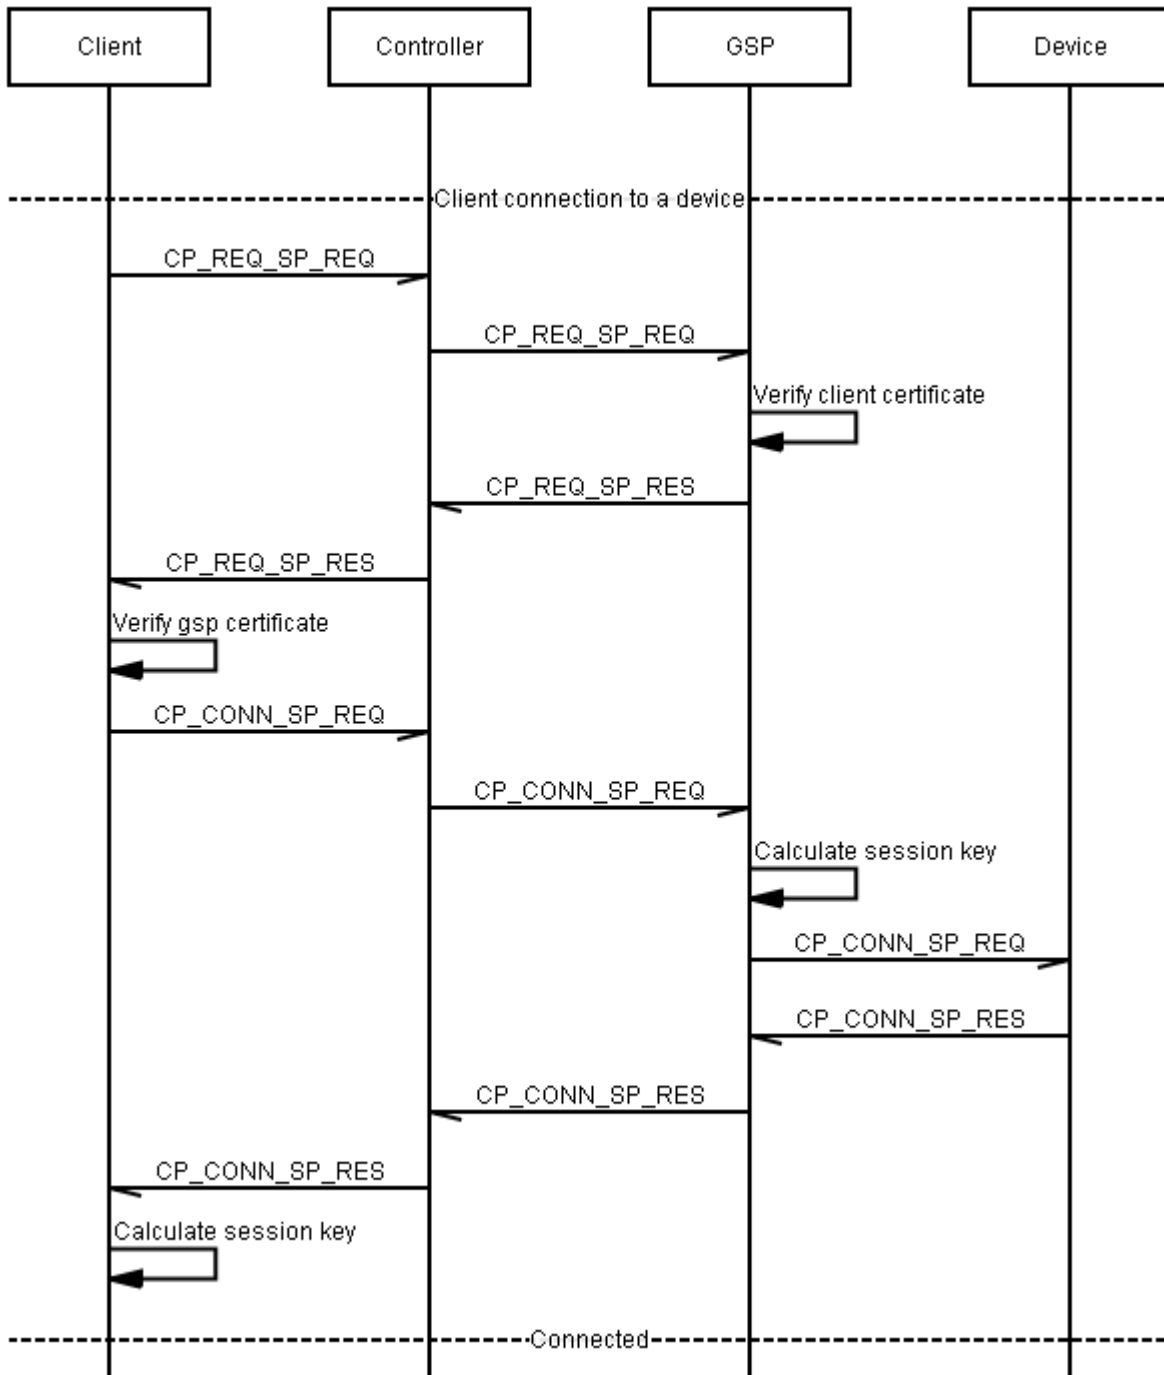 Client
Controller
GSP
Device
Client connection to a device
CP_REQ_SP_REQ
CP_REQ_SP_REQ
Verify client certificate
CP_REQ_SP_RES
CP_REQ_SP_RES
Verify gsp certificate
CP_CONN_SP_REQ
CP_CONN_SP_REQ
Calculate session key
CP_CONN_SP_REQ
CP_CONN_SP_RES
CP_CONN_SP_RES
CP_CONN_SP_RES
Calculate session key
Connected